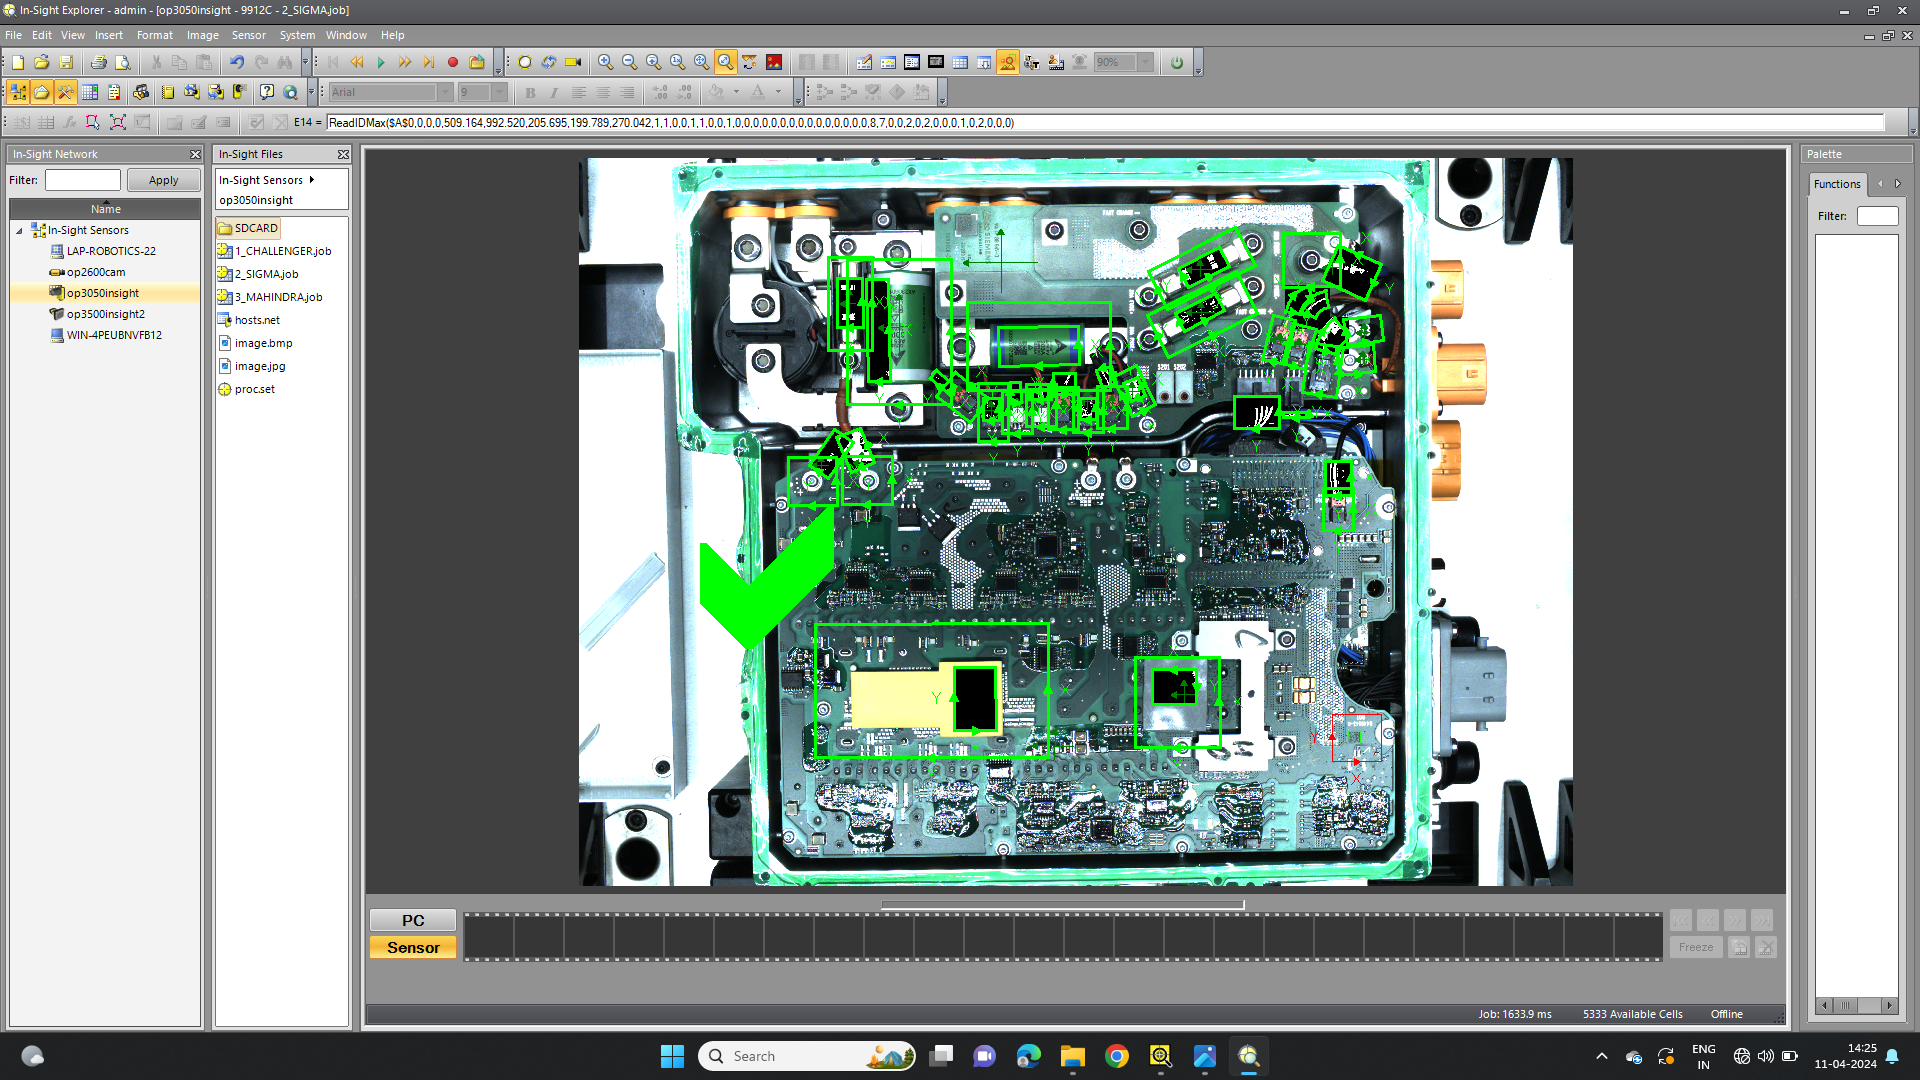 In-Sight Explorer - admin - [op3050insight - 9912C - 2_SIGMA.job]
File Edit View Insert Format Image Sensor System Window Help
90%
Arial 9
E14 = ReadIDMax($A$0,0,0,0,509.164,992.520,205.695,199.789,270.042,1,1,0,0,1,1,0,0,1,0,0,0,0,0,0,0,0,0,0,0,0,0,0,0,8,7,0,0,2,0,2,0,0,0,1,0,2,0,0,0)
In-Sight Network
Filter: Apply
Name
In-Sight Sensors
LAP-ROBOTICS-22
op2600cam
op3050insight
op3500insight2
WIN-4PEUBNVFB12
In-Sight Files
In-Sight Sensors
op3050insight
SDCARD
1_CHALLENGER.job
2_SIGMA.job
3_MAHINDRA.job
hosts.net
image.bmp
image.jpg
proc.set
FAST CHARGE -
FAST CHARGE +
S201 S202
Palette
Functions
Filter:
PC
Sensor
Freeze
Job: 1633.9 ms 5333 Available Cells Offline
Search
ENG
IN
14:25
11-04-2024